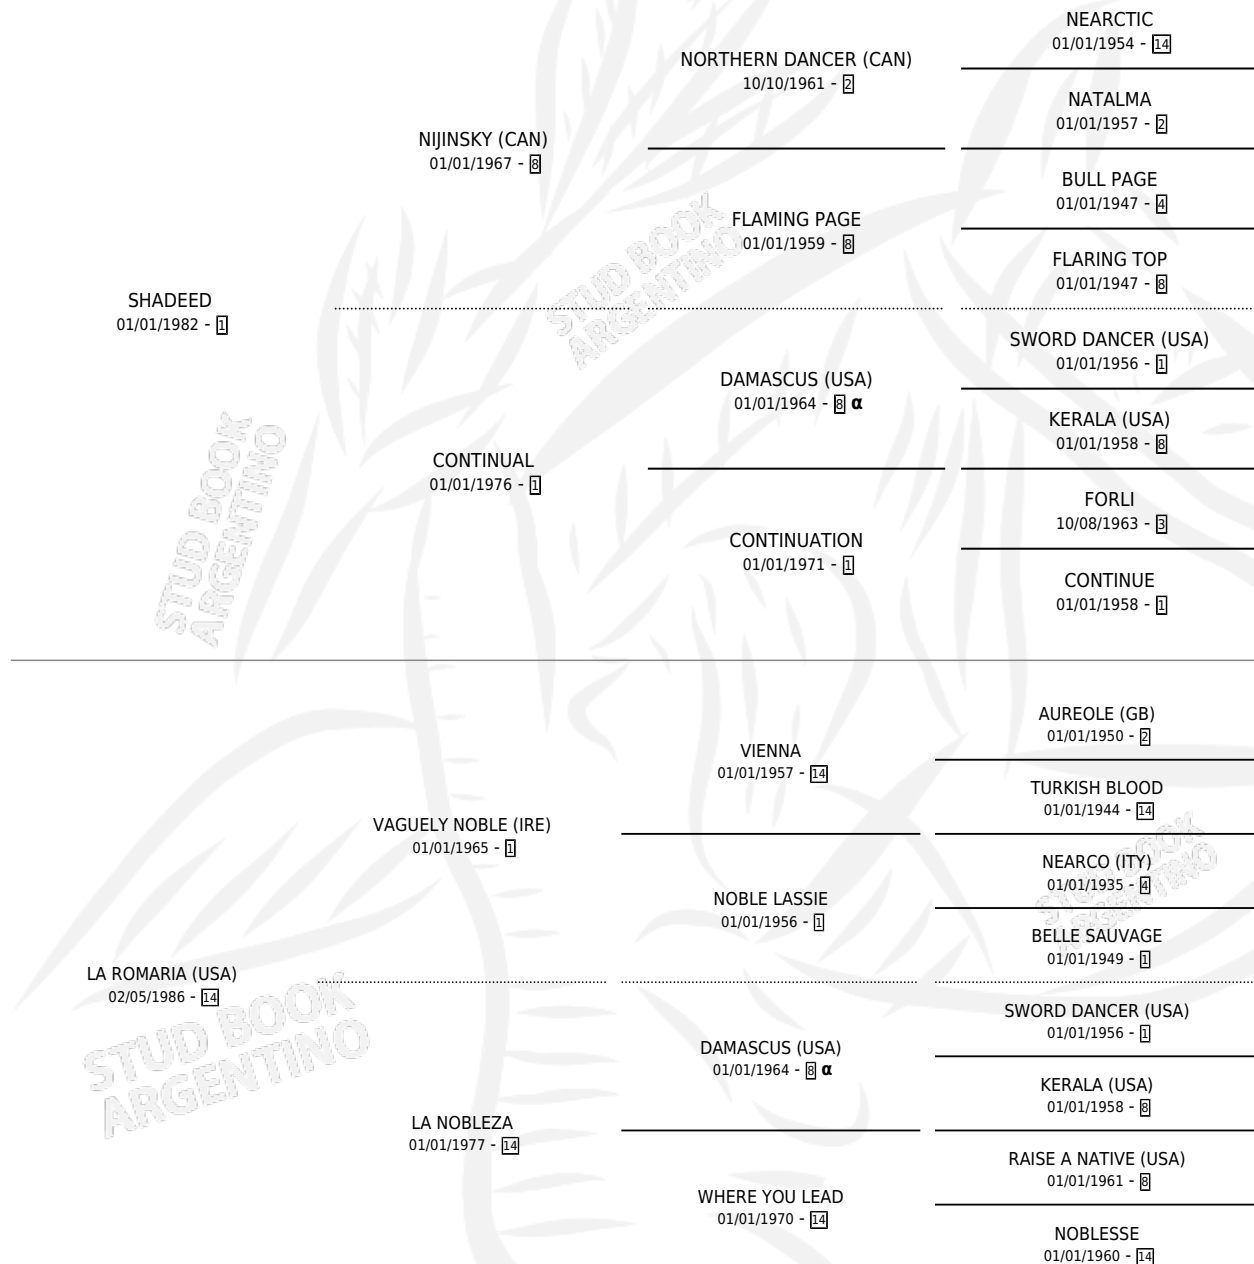 NEARCTIC
01/01/1954 - 14
NORTHERN DANCER (CAN)
10/10/1961 - 2
NATALMA
01/01/1957 - 2
NIJINSKY (CAN)
01/01/1967 - 8
BULL PAGE
01/01/1947 - 4
FLAMING PAGE
01/01/1959 - 8
FLARING TOP
01/01/1947 - 8
SHADEED
01/01/1982 - 1
SWORD DANCER (USA)
01/01/1956 - 1
DAMASCUS (USA)
01/01/1964 - 8 α
KERALA (USA)
01/01/1958 - 8
CONTINUAL
01/01/1976 - 1
FORLI
10/08/1963 - 3
CONTINUATION
01/01/1971 - 1
CONTINUE
01/01/1958 - 1
AUREOLE (GB)
01/01/1950 - 2
VIENNA
01/01/1957 - 14
TURKISH BLOOD
01/01/1944 - 14
VAGUELY NOBLE (IRE)
01/01/1965 - 1
NEARCO (ITY)
01/01/1935 - 4
NOBLE LASSIE
01/01/1956 - 1
BELLE SAUVAGE
01/01/1949 - 1
LA ROMARIA (USA)
02/05/1986 - 14
SWORD DANCER (USA)
01/01/1956 - 1
DAMASCUS (USA)
01/01/1964 - 8 α
KERALA (USA)
01/01/1958 - 8
LA NOBLEZA
01/01/1977 - 14
RAISE A NATIVE (USA)
01/01/1961 - 8
WHERE YOU LEAD
01/01/1970 - 14
NOBLESSE
01/01/1960 - 14
STUD BOOK
ARGENTINO
STUD BOOK
ARGENTINO
STUD BOOK
ARGENTINO
STUD BOOK
ARGENTINO